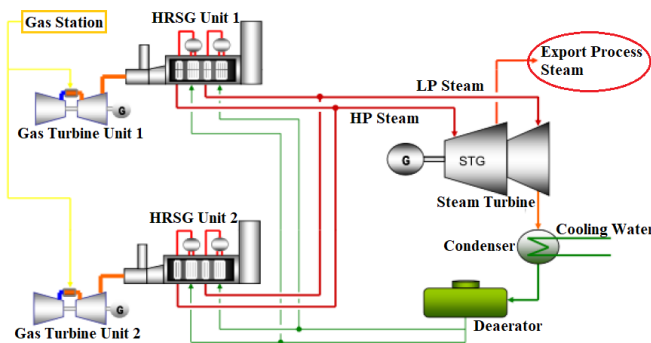 Gas Station
HRSG Unit 1
Export Process
Steam
LP Steam
G
Gas Turbine Unit 1
HP Steam
G
STG
Steam Turbine
HRSG Unit 2
Cooling Water
Condenser
G
Gas Turbine Unit 2
Deaerator